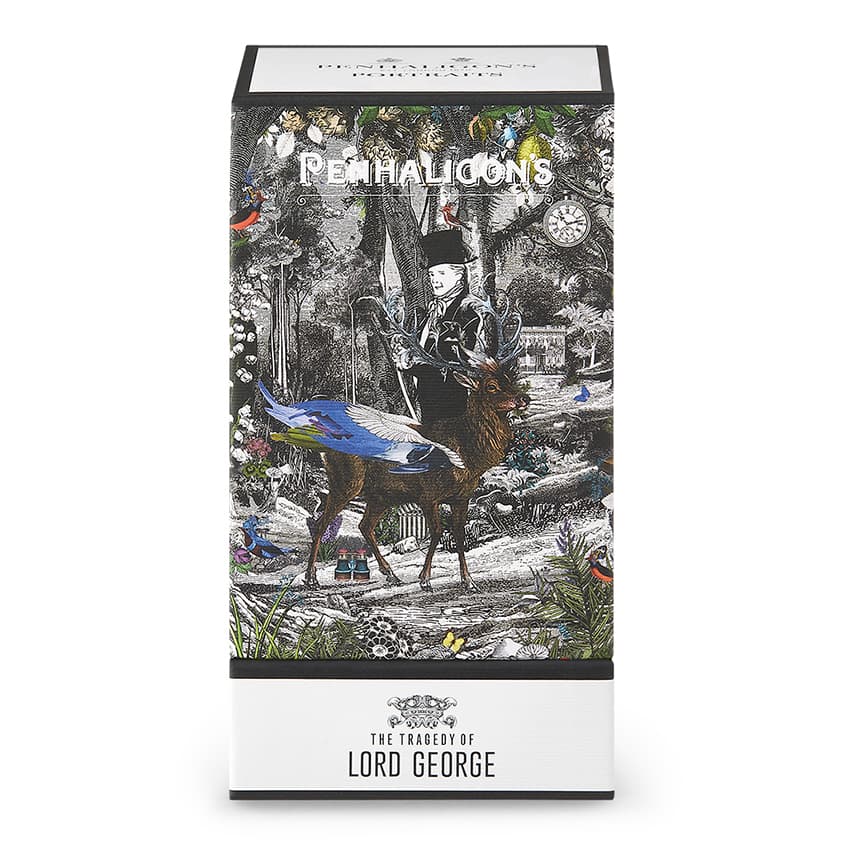 PENHALIGON'S
PORTRAITS
PENHALIGON'S
THE TRAGEDY OF
LORD GEORGE